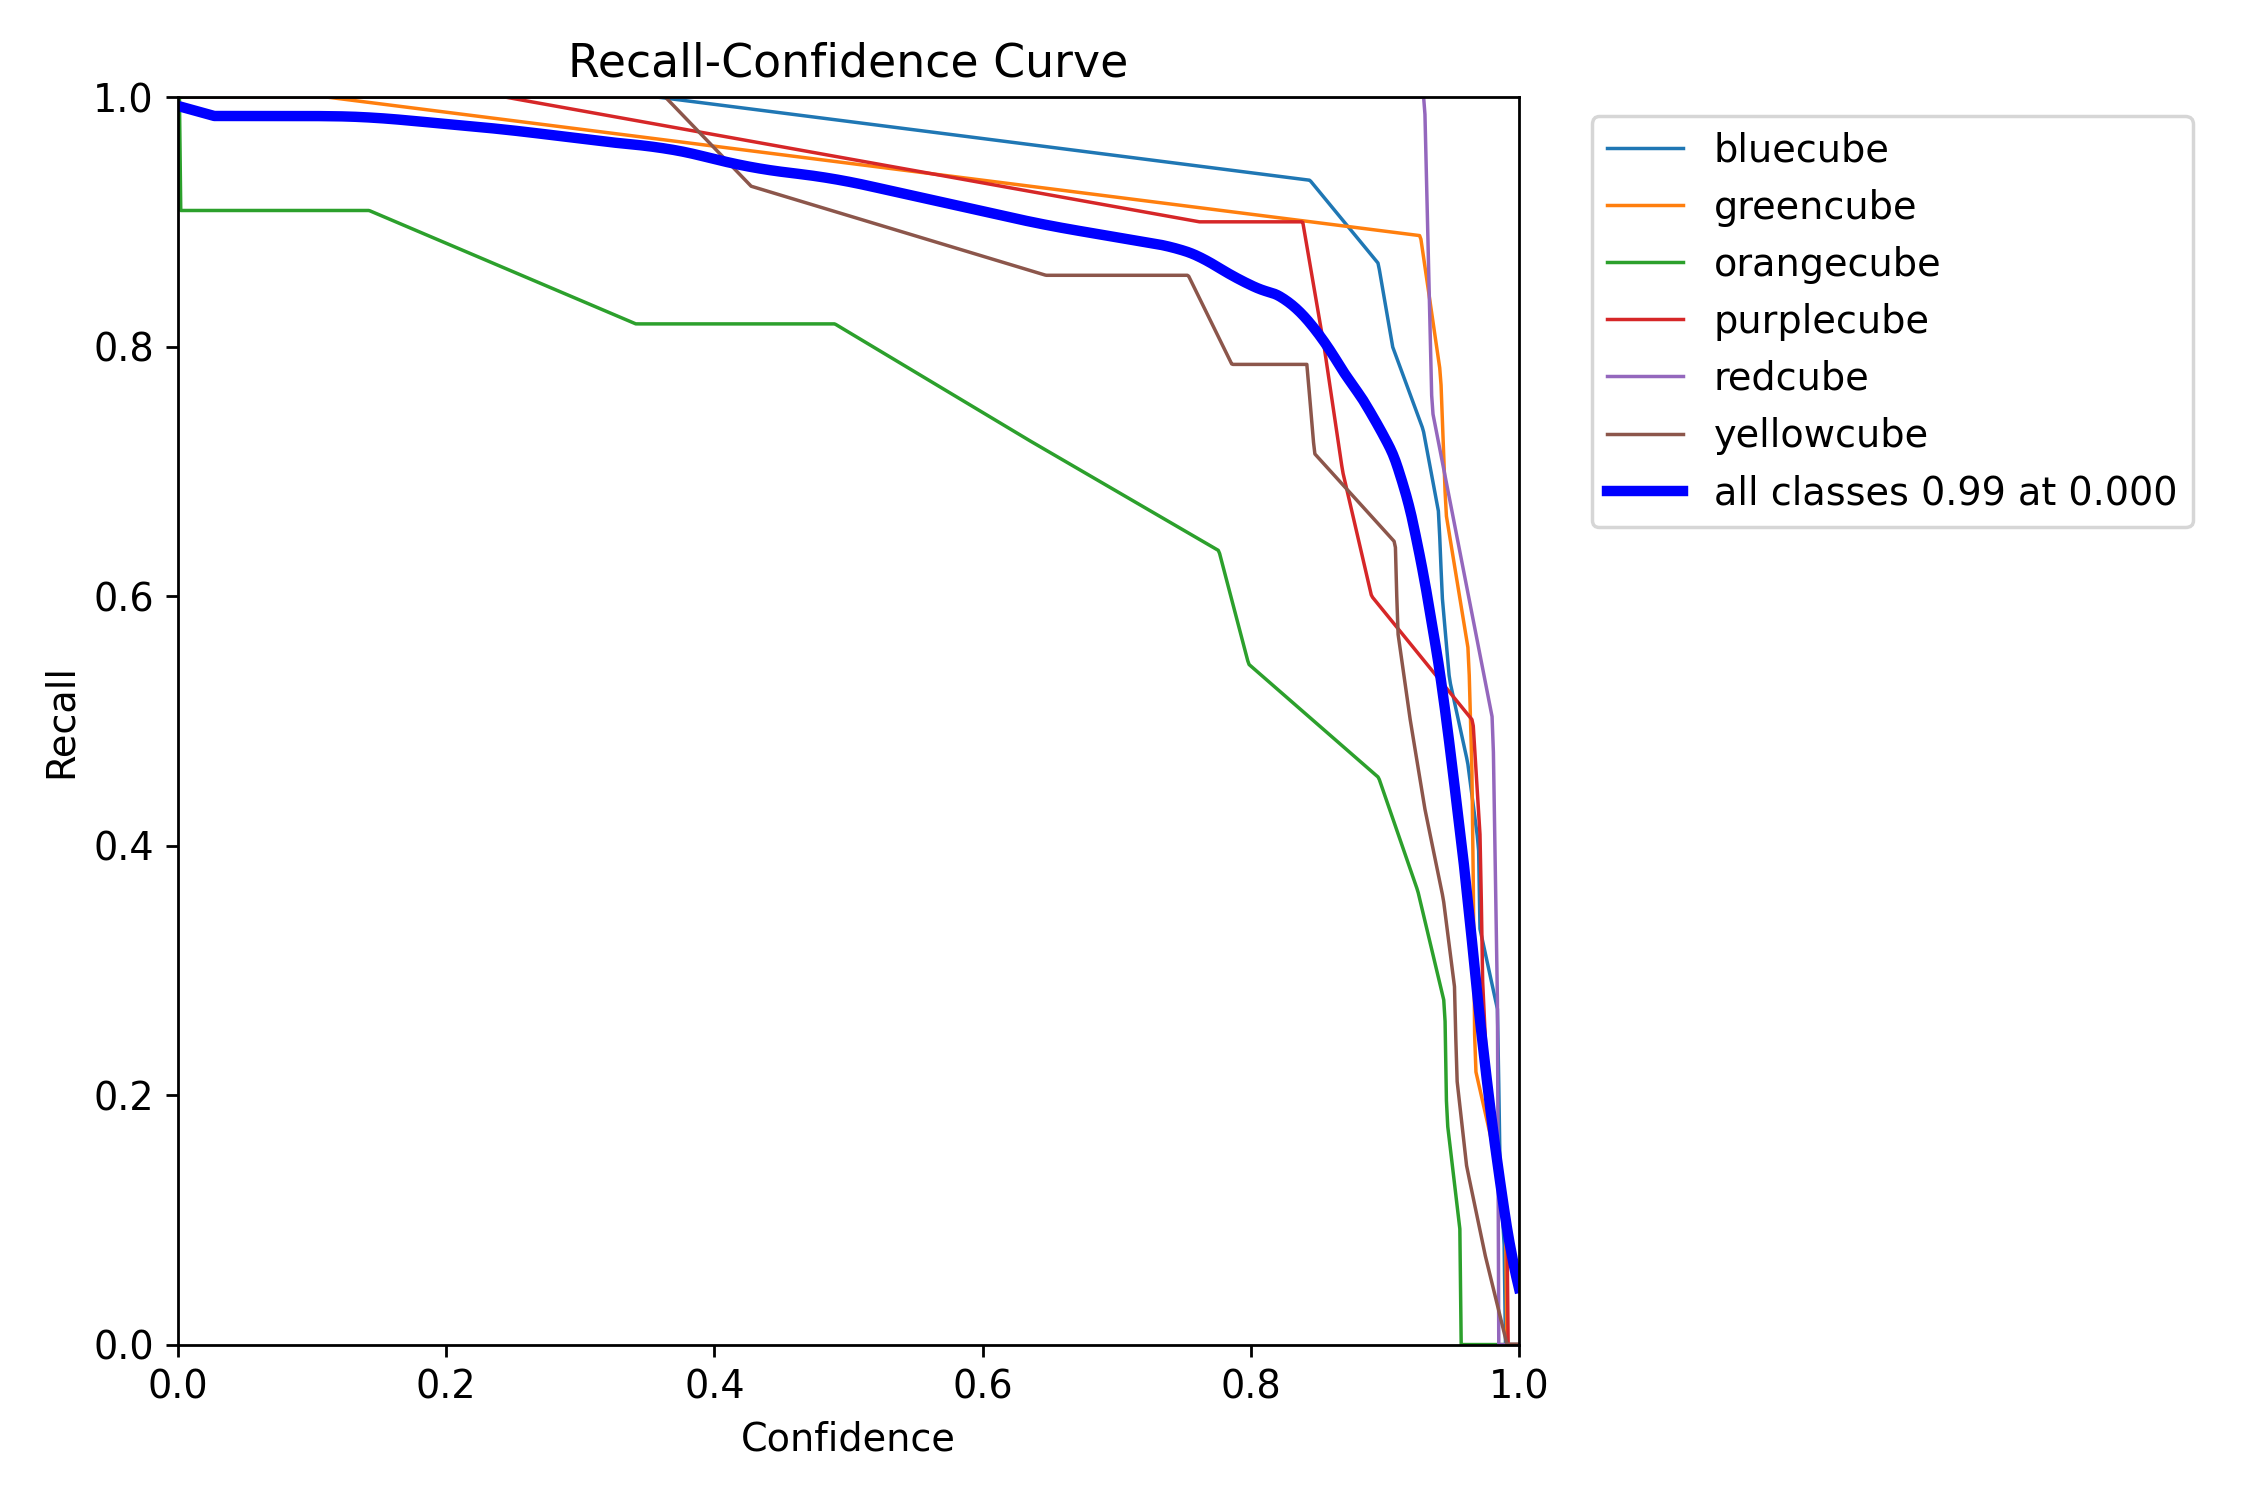 Recall-Confidence Curve
1.0
0.8
0.6
0.4
0.2
0.0
Recall
0.0 0.2 0.4 0.6 0.8 1.0
Confidence
bluecube
greencube
orangecube
purplecube
redcube
yellowcube
all classes 0.99 at 0.000